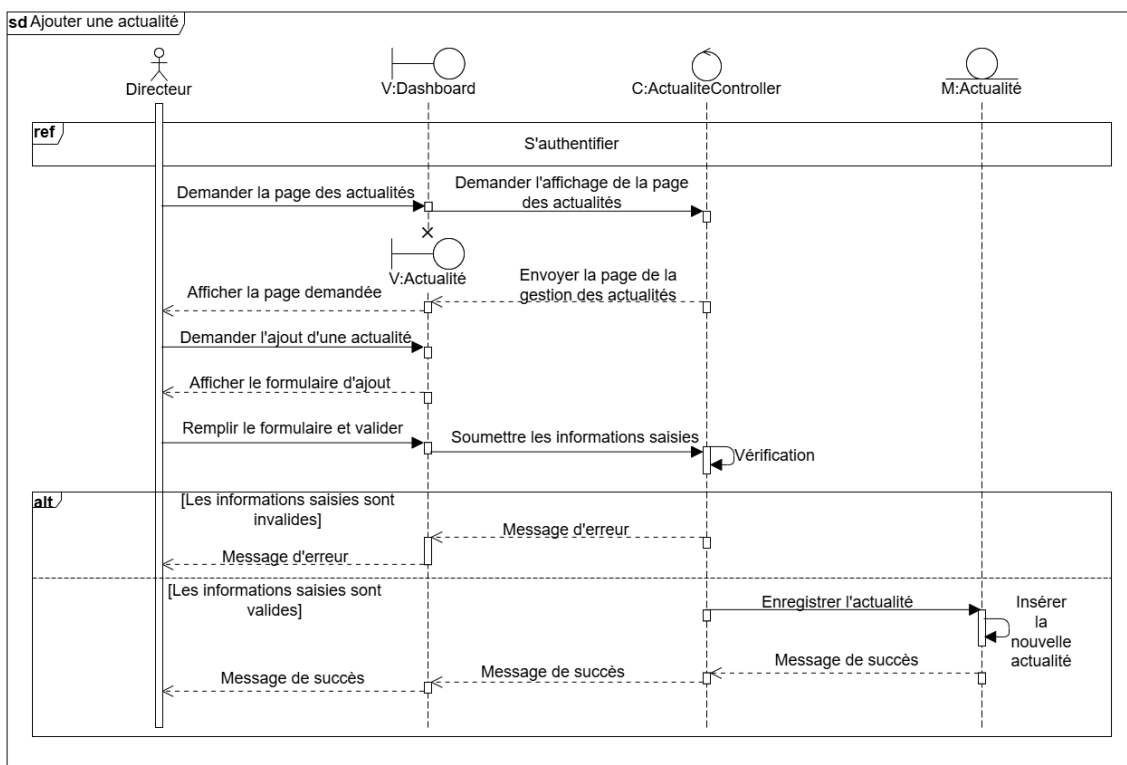 sd Ajouter une actualité
Directeur
V:Dashboard
C:ActualiteController
M:Actualité
ref
S'authentifier
Demander la page des actualités
Demander l'affichage de la page
des actualités
V:Actualité
Envoyer la page de la
gestion des actualités
Afficher la page demandée
Demander l'ajout d'une actualité
Afficher le formulaire d'ajout
Remplir le formulaire et valider
Soumettre les informations saisies
Vérification
alt
[Les informations saisies sont
invalides]
Message d'erreur
Message d'erreur
[Les informations saisies sont
valides]
Enregistrer l'actualité
Insérer
la
nouvelle
actualité
Message de succès
Message de succès
Message de succès